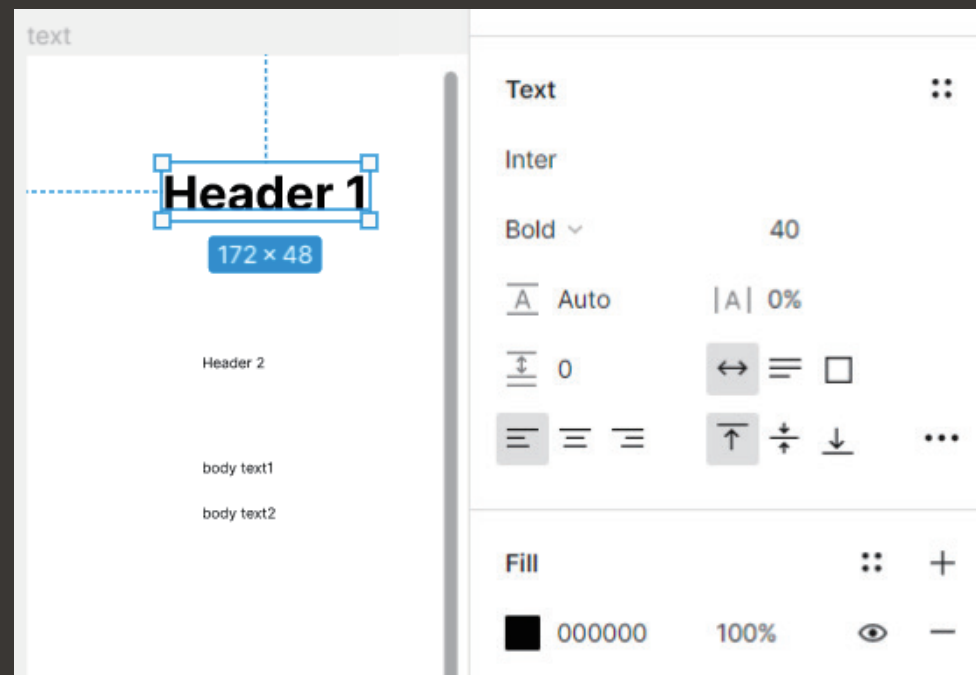 text
Header 1
172 × 48
Header 2
body text1
body text2
Text
Inter
Bold 40
A Auto |A| 0%
0
Fill
000000 100%